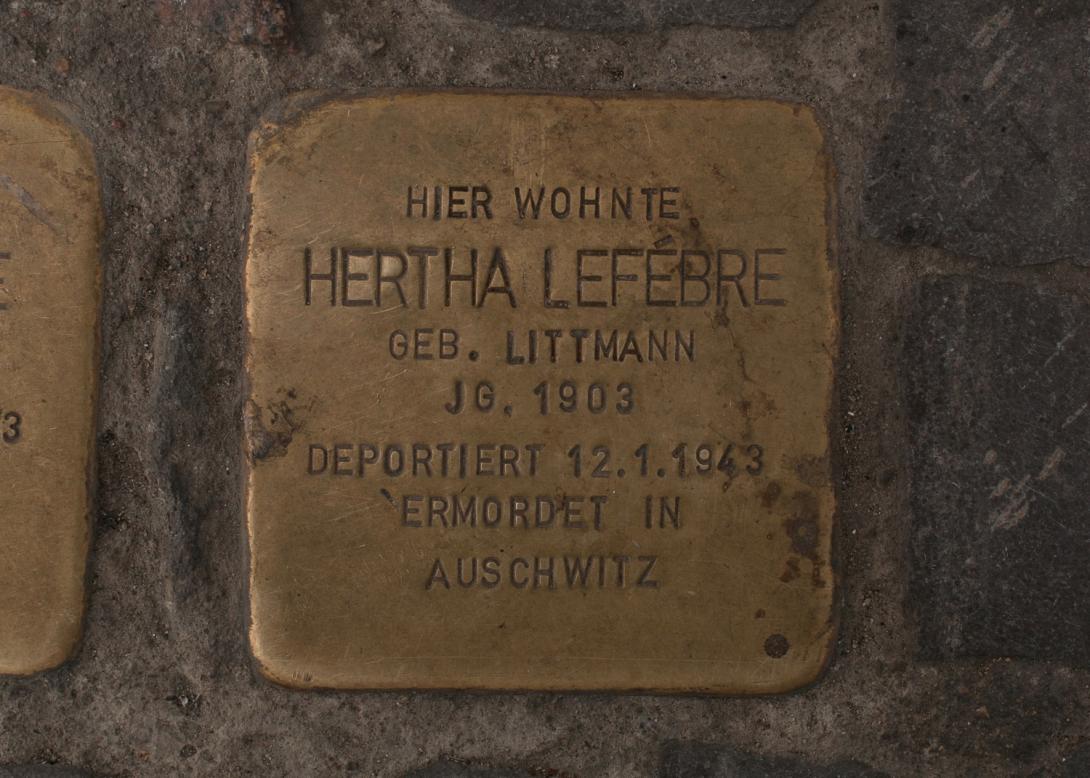 HIER WOHNTE
HERTHA LEFÉBRE
GEB. LITTMANN
JG. 1903
DEPORTIERT 12.1.1943
ERMORDET IN
AUSCHWITZ